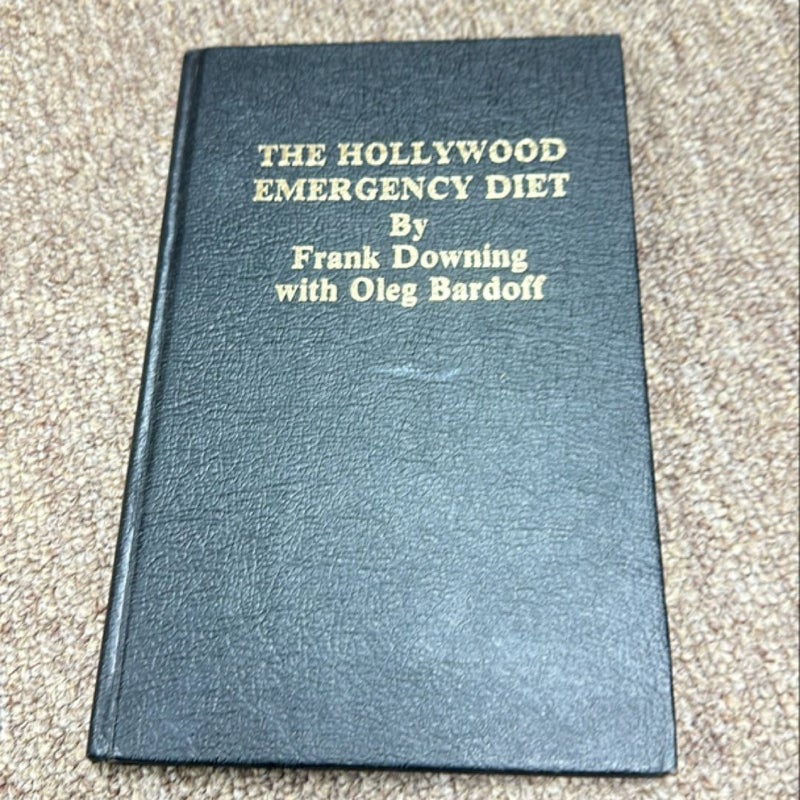 THE HOLLYWOOD
EMERGENCY DIET
By
Frank Downing
with Oleg Bardoff